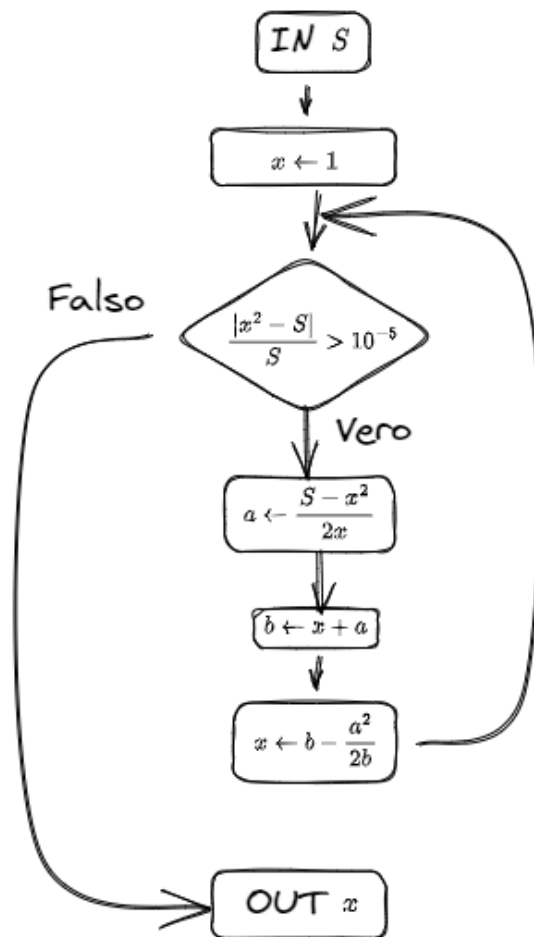 IN S
x ← 1
Falso
|x² − S|
S
> 10⁻⁵
Vero
a ← (S − x²)/(2x)
b ← x + a
x ← b − a²/(2b)
OUT x